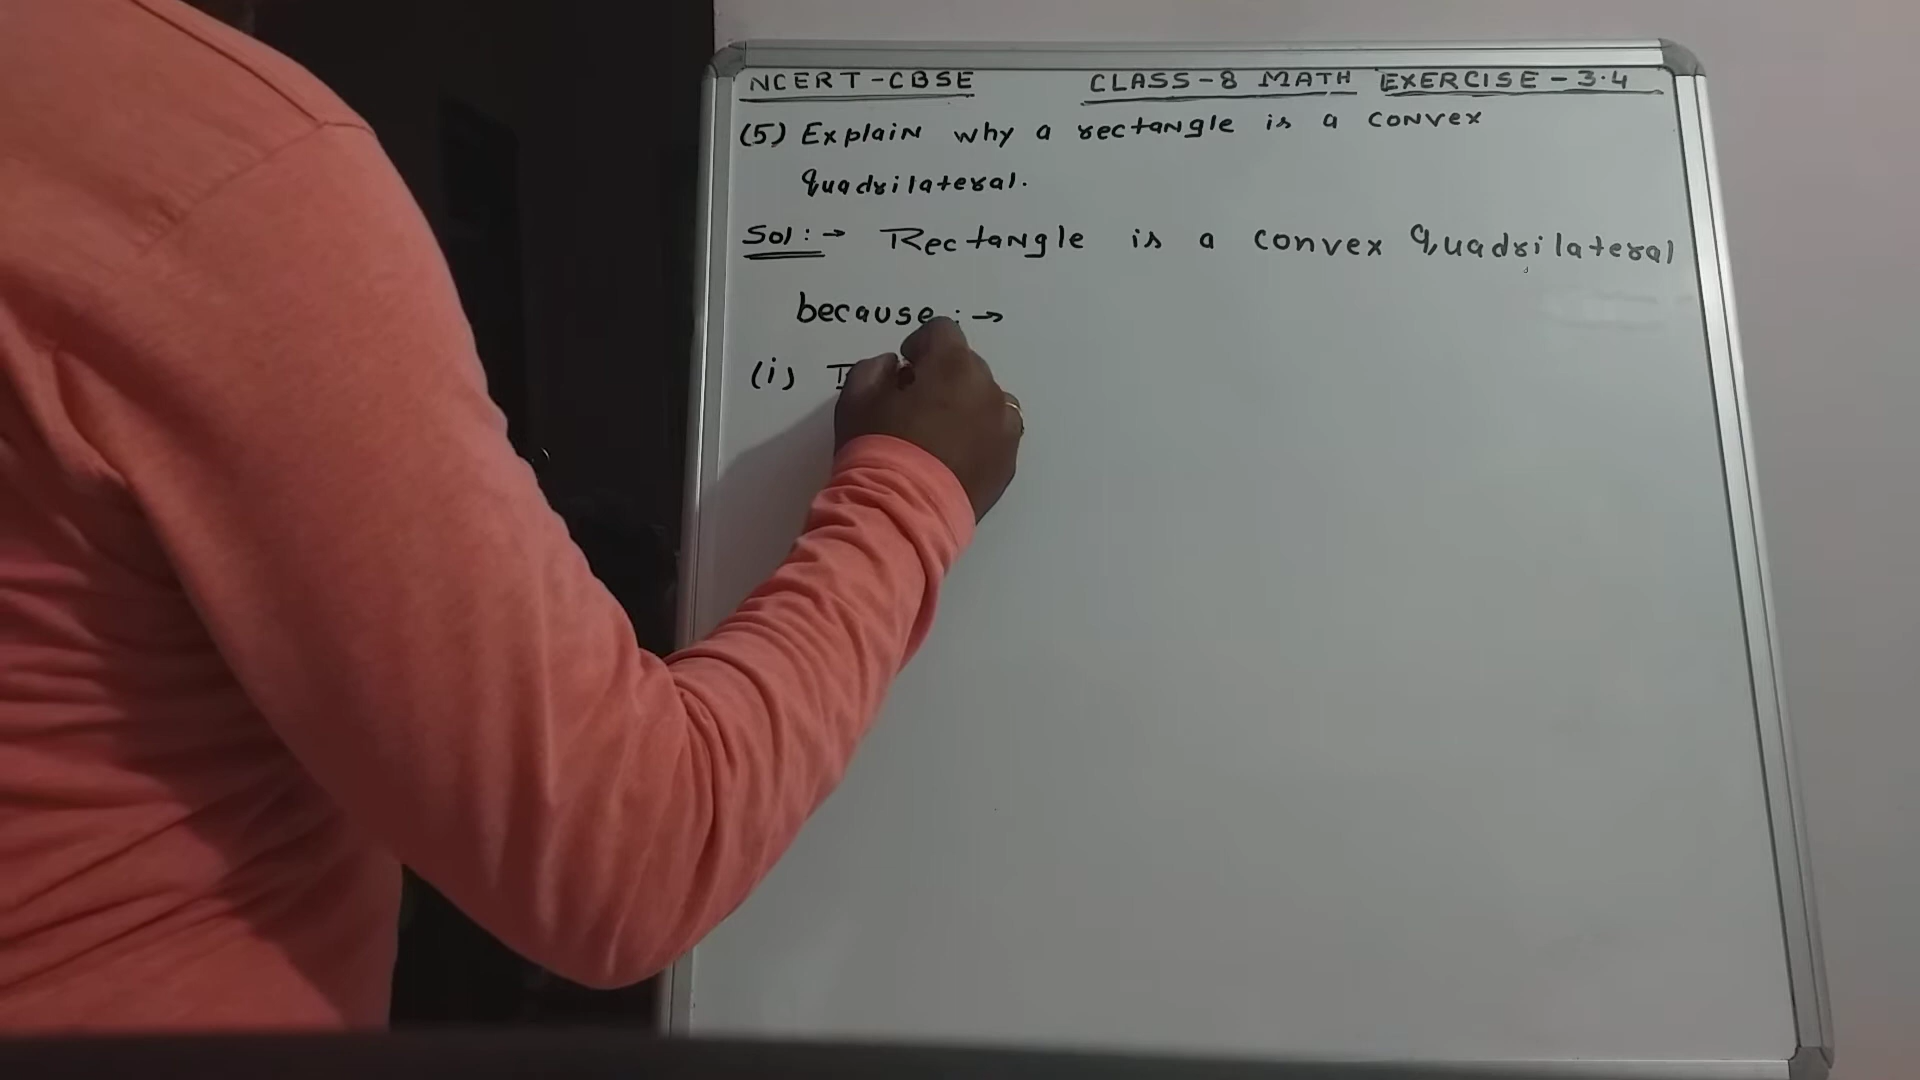 NCERT-CBSE CLASS-8 MATH EXERCISE-3.4
(5) Explain why a rectangle is a convex
quadrilateral.
Sol:→ Rectangle is a convex quadrilateral
because:→
(i)